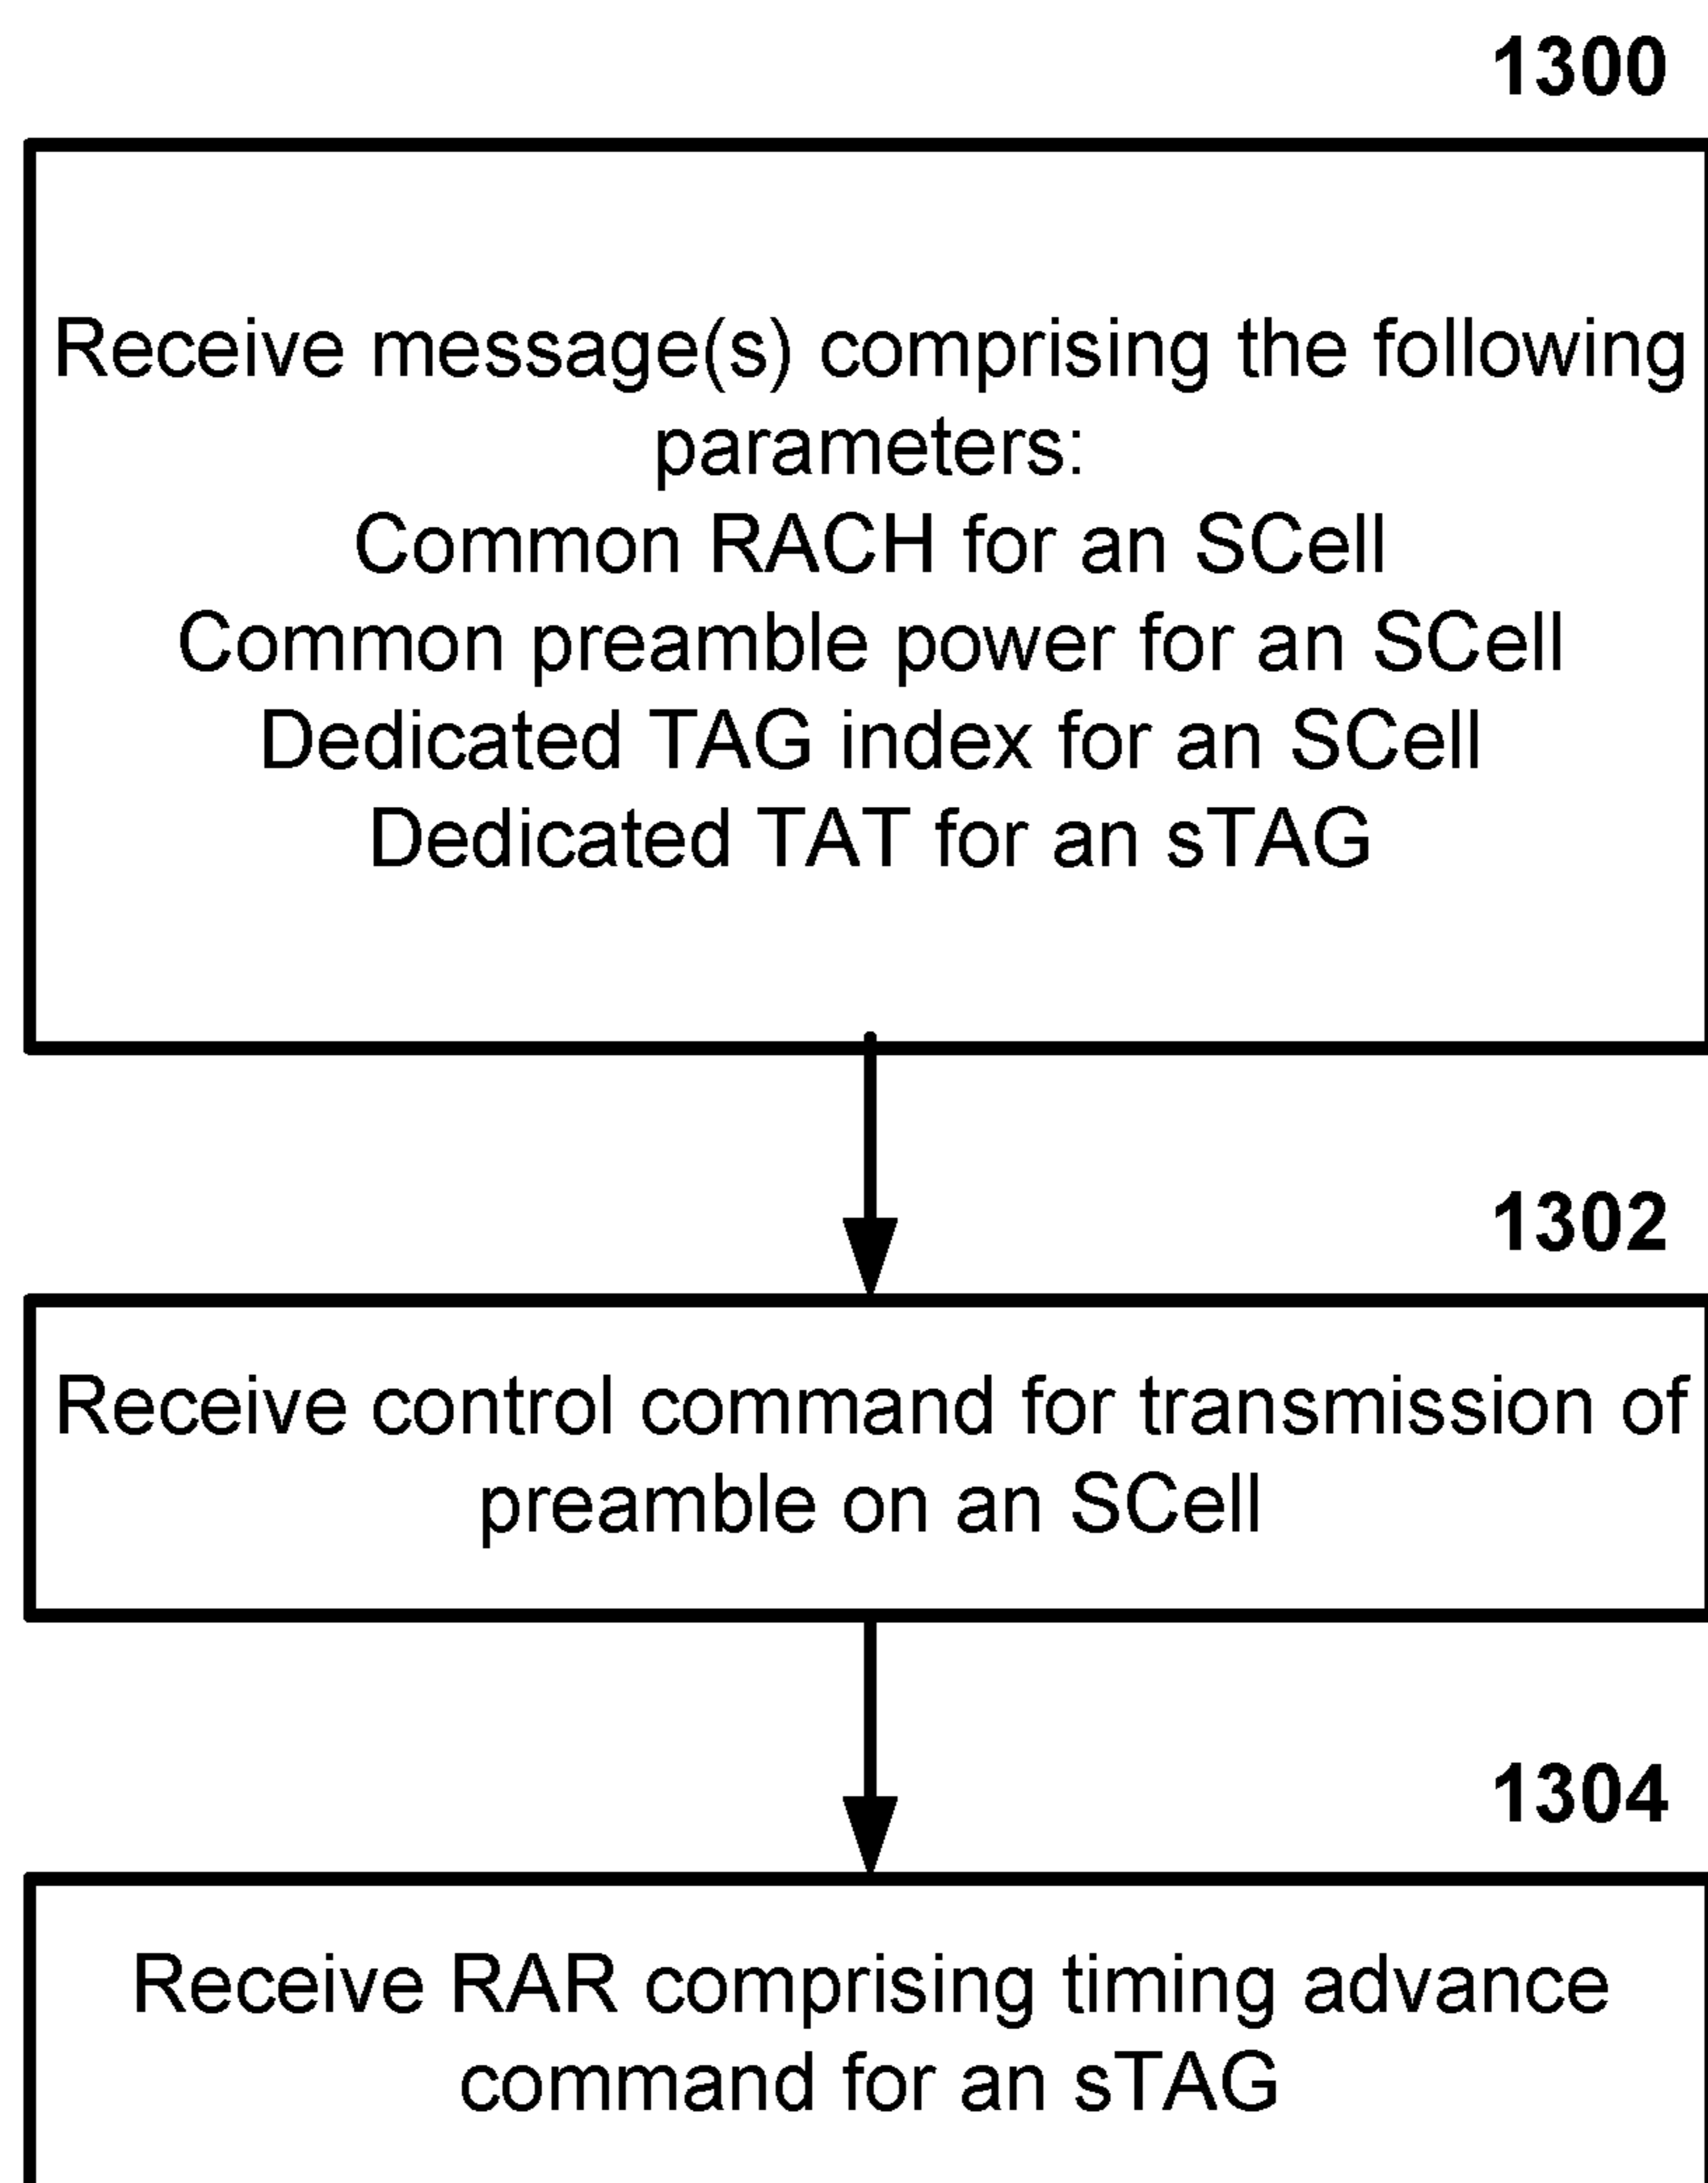 1300
Receive message(s) comprising the following
parameters:
Common RACH for an SCell
Common preamble power for an SCell
Dedicated TAG index for an SCell
Dedicated TAT for an sTAG
1302
Receive control command for transmission of
preamble on an SCell
1304
Receive RAR comprising timing advance
command for an sTAG